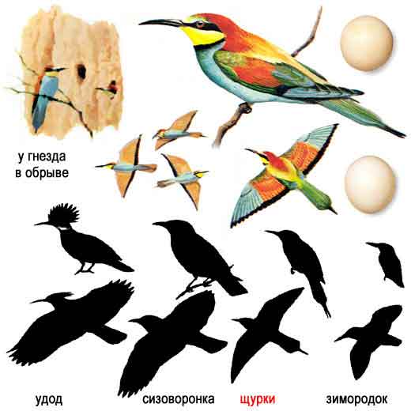 у гнезда
в обрыве
удод сизоворонка щурки зимородок